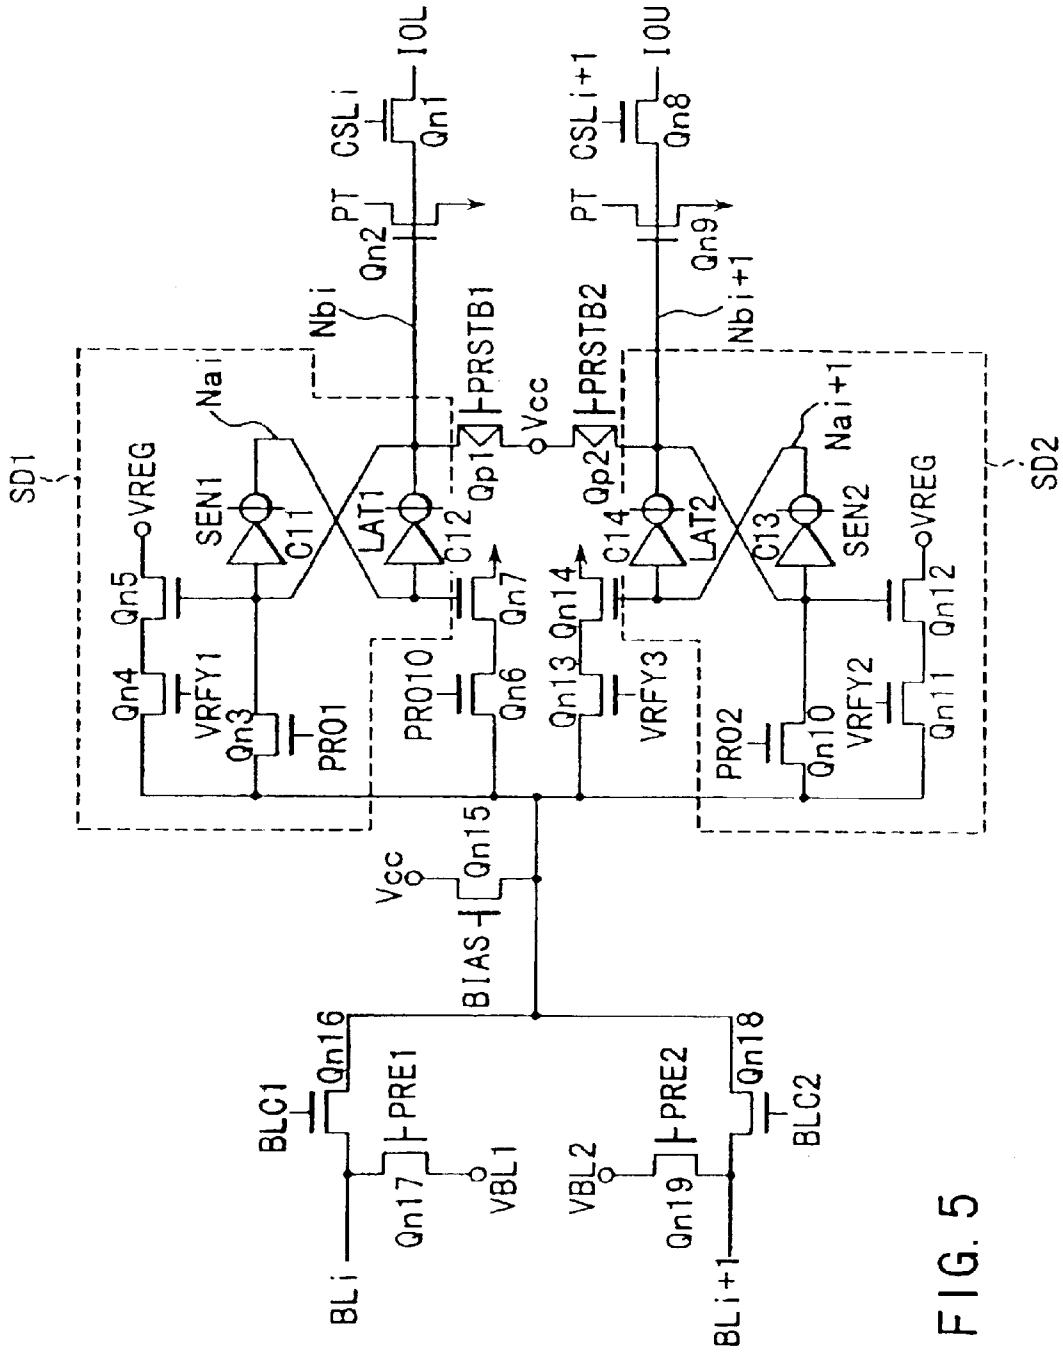 FIG. 5
SD1
VREG
Qn5
Qn4
VRFY1
SEN1
C11
Nai
Qn3
PRO1
LAT1
C12
Nbi
PT
Qn2
CSLi
Qn1
IOL
Qn7
PRO10
Qn6
Qp1
PRSTB1
Vcc
Qp2
PRSTB2
Qn14
Qn13
VRFY3
C14
LAT2
Nbi+1
PT
Qn9
CSLi+1
Qn8
IOU
C13
SEN2
Nai+1
PRO2
Qn10
VRFY2
Qn11
Qn12
VREG
SD2
Vcc
Qn15
BIAS
BLC1
Qn16
BLi
Qn17
PRE1
VBL1
VBL2
PRE2
Qn19
Qn18
BLC2
BLi+1